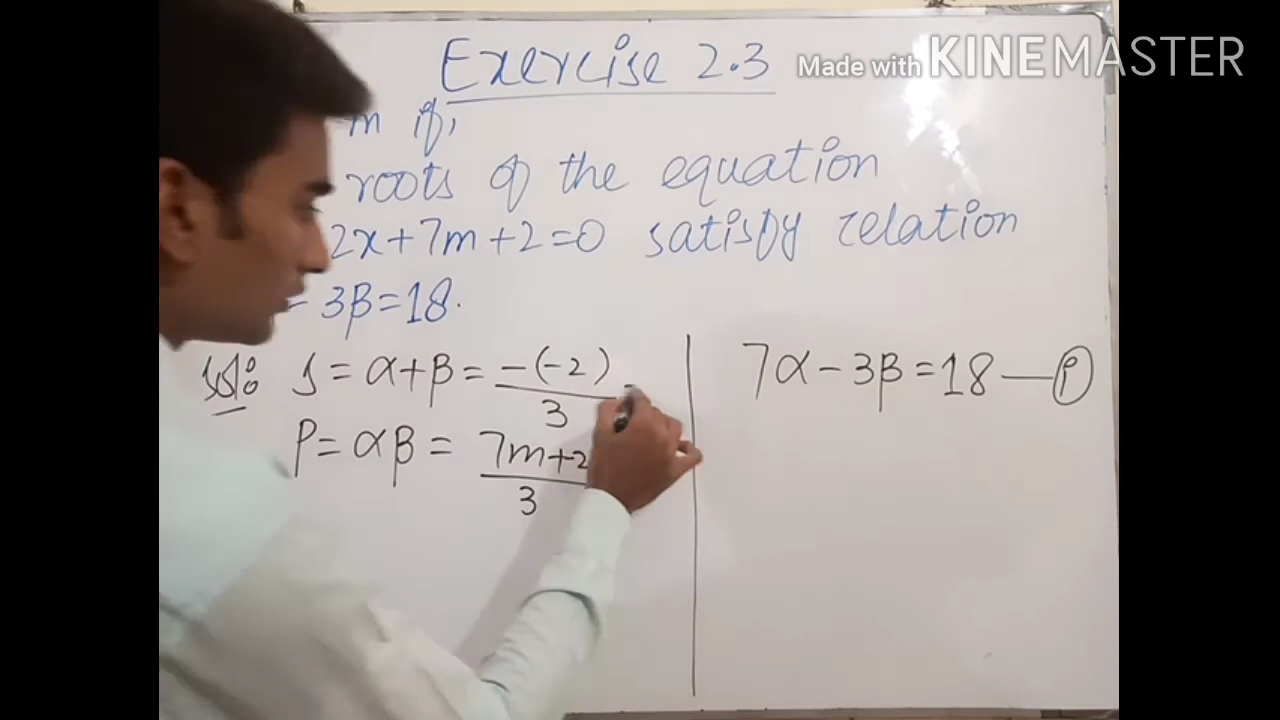 Exercise 2.3
Made with KINEMASTER
m if,
roots of the equation
2x+7m+2=0 satisfy relation
- 3β=18.
Sol: S = α+β = -(-2)/3
P = αβ = 7m+2/3
7α - 3β = 18 — (i)